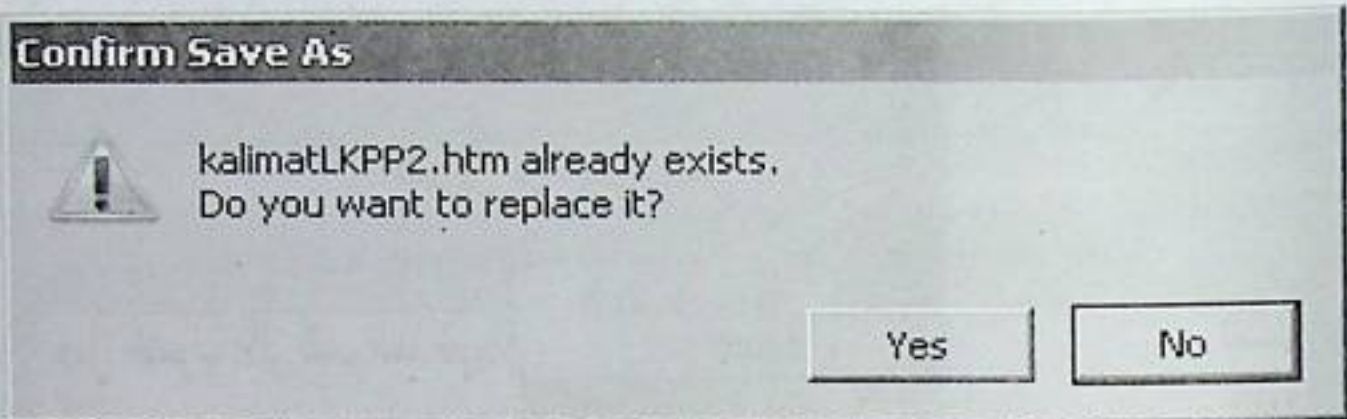 Confirm Save As
kalimatLKPP2.htm already exists.
Do you want to replace it?
Yes
No